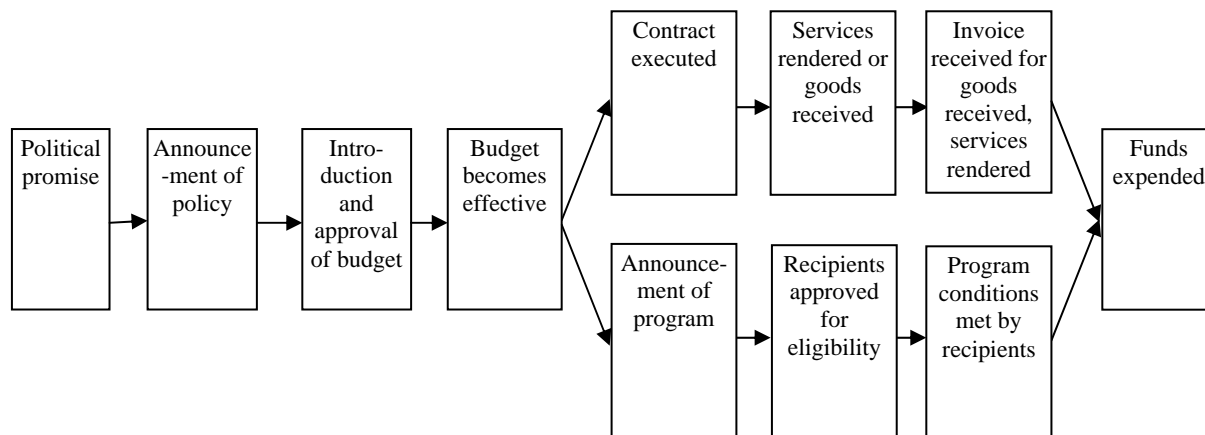 Political
promise
Announce
-ment of
policy
Intro-
duction
and
approval
of budget
Budget
becomes
effective
Contract
executed
Services
rendered or
goods
received
Invoice
received for
goods
received,
services
rendered
Announce-
ment of
program
Recipients
approved
for
eligibility
Program
conditions
met by
recipients
Funds
expended